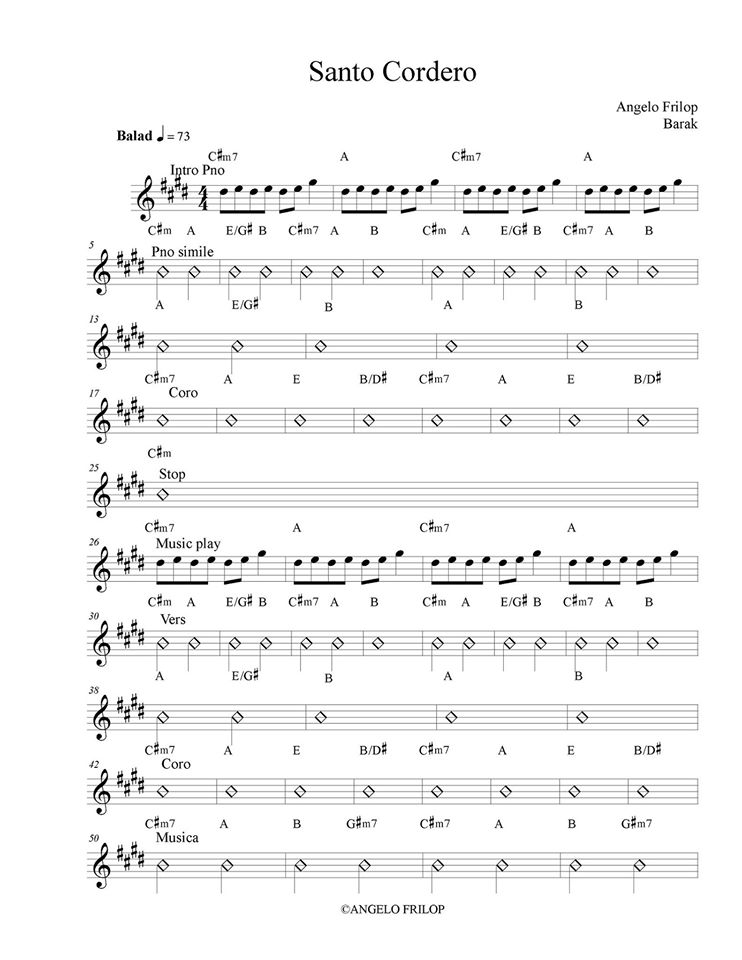 Santo Cordero
Angelo Frilop
Barak
Balad ♩ = 73
C#m7 A C#m7 A
Intro Pno
4/4
C#m A E/G# B C#m7 A B C#m A E/G# B C#m7 A B
5
Pno simile
A E/G# B A B
13
C#m7 A E B/D# C#m7 A E B/D#
17
Coro
C#m
25
Stop
C#m7 A C#m7 A
26
Music play
C#m A E/G# B C#m7 A B C#m A E/G# B C#m7 A B
30
Vers
A E/G# B A B
38
C#m7 A E B/D# C#m7 A E B/D#
42
Coro
C#m7 A B G#m7 C#m7 A B G#m7
50
Musica
©ANGELO FRILOP